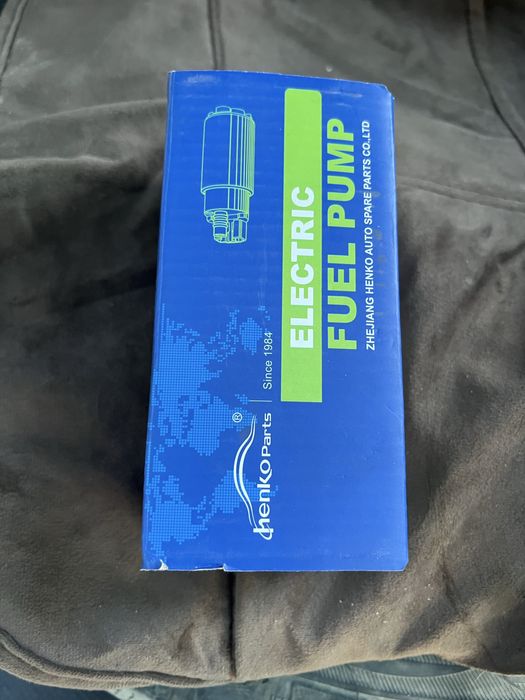 ELECTRIC
FUEL PUMP
ZHEJIANG HENKO AUTO SPARE PARTS CO.,LTD
henkoParts® | Since 1984